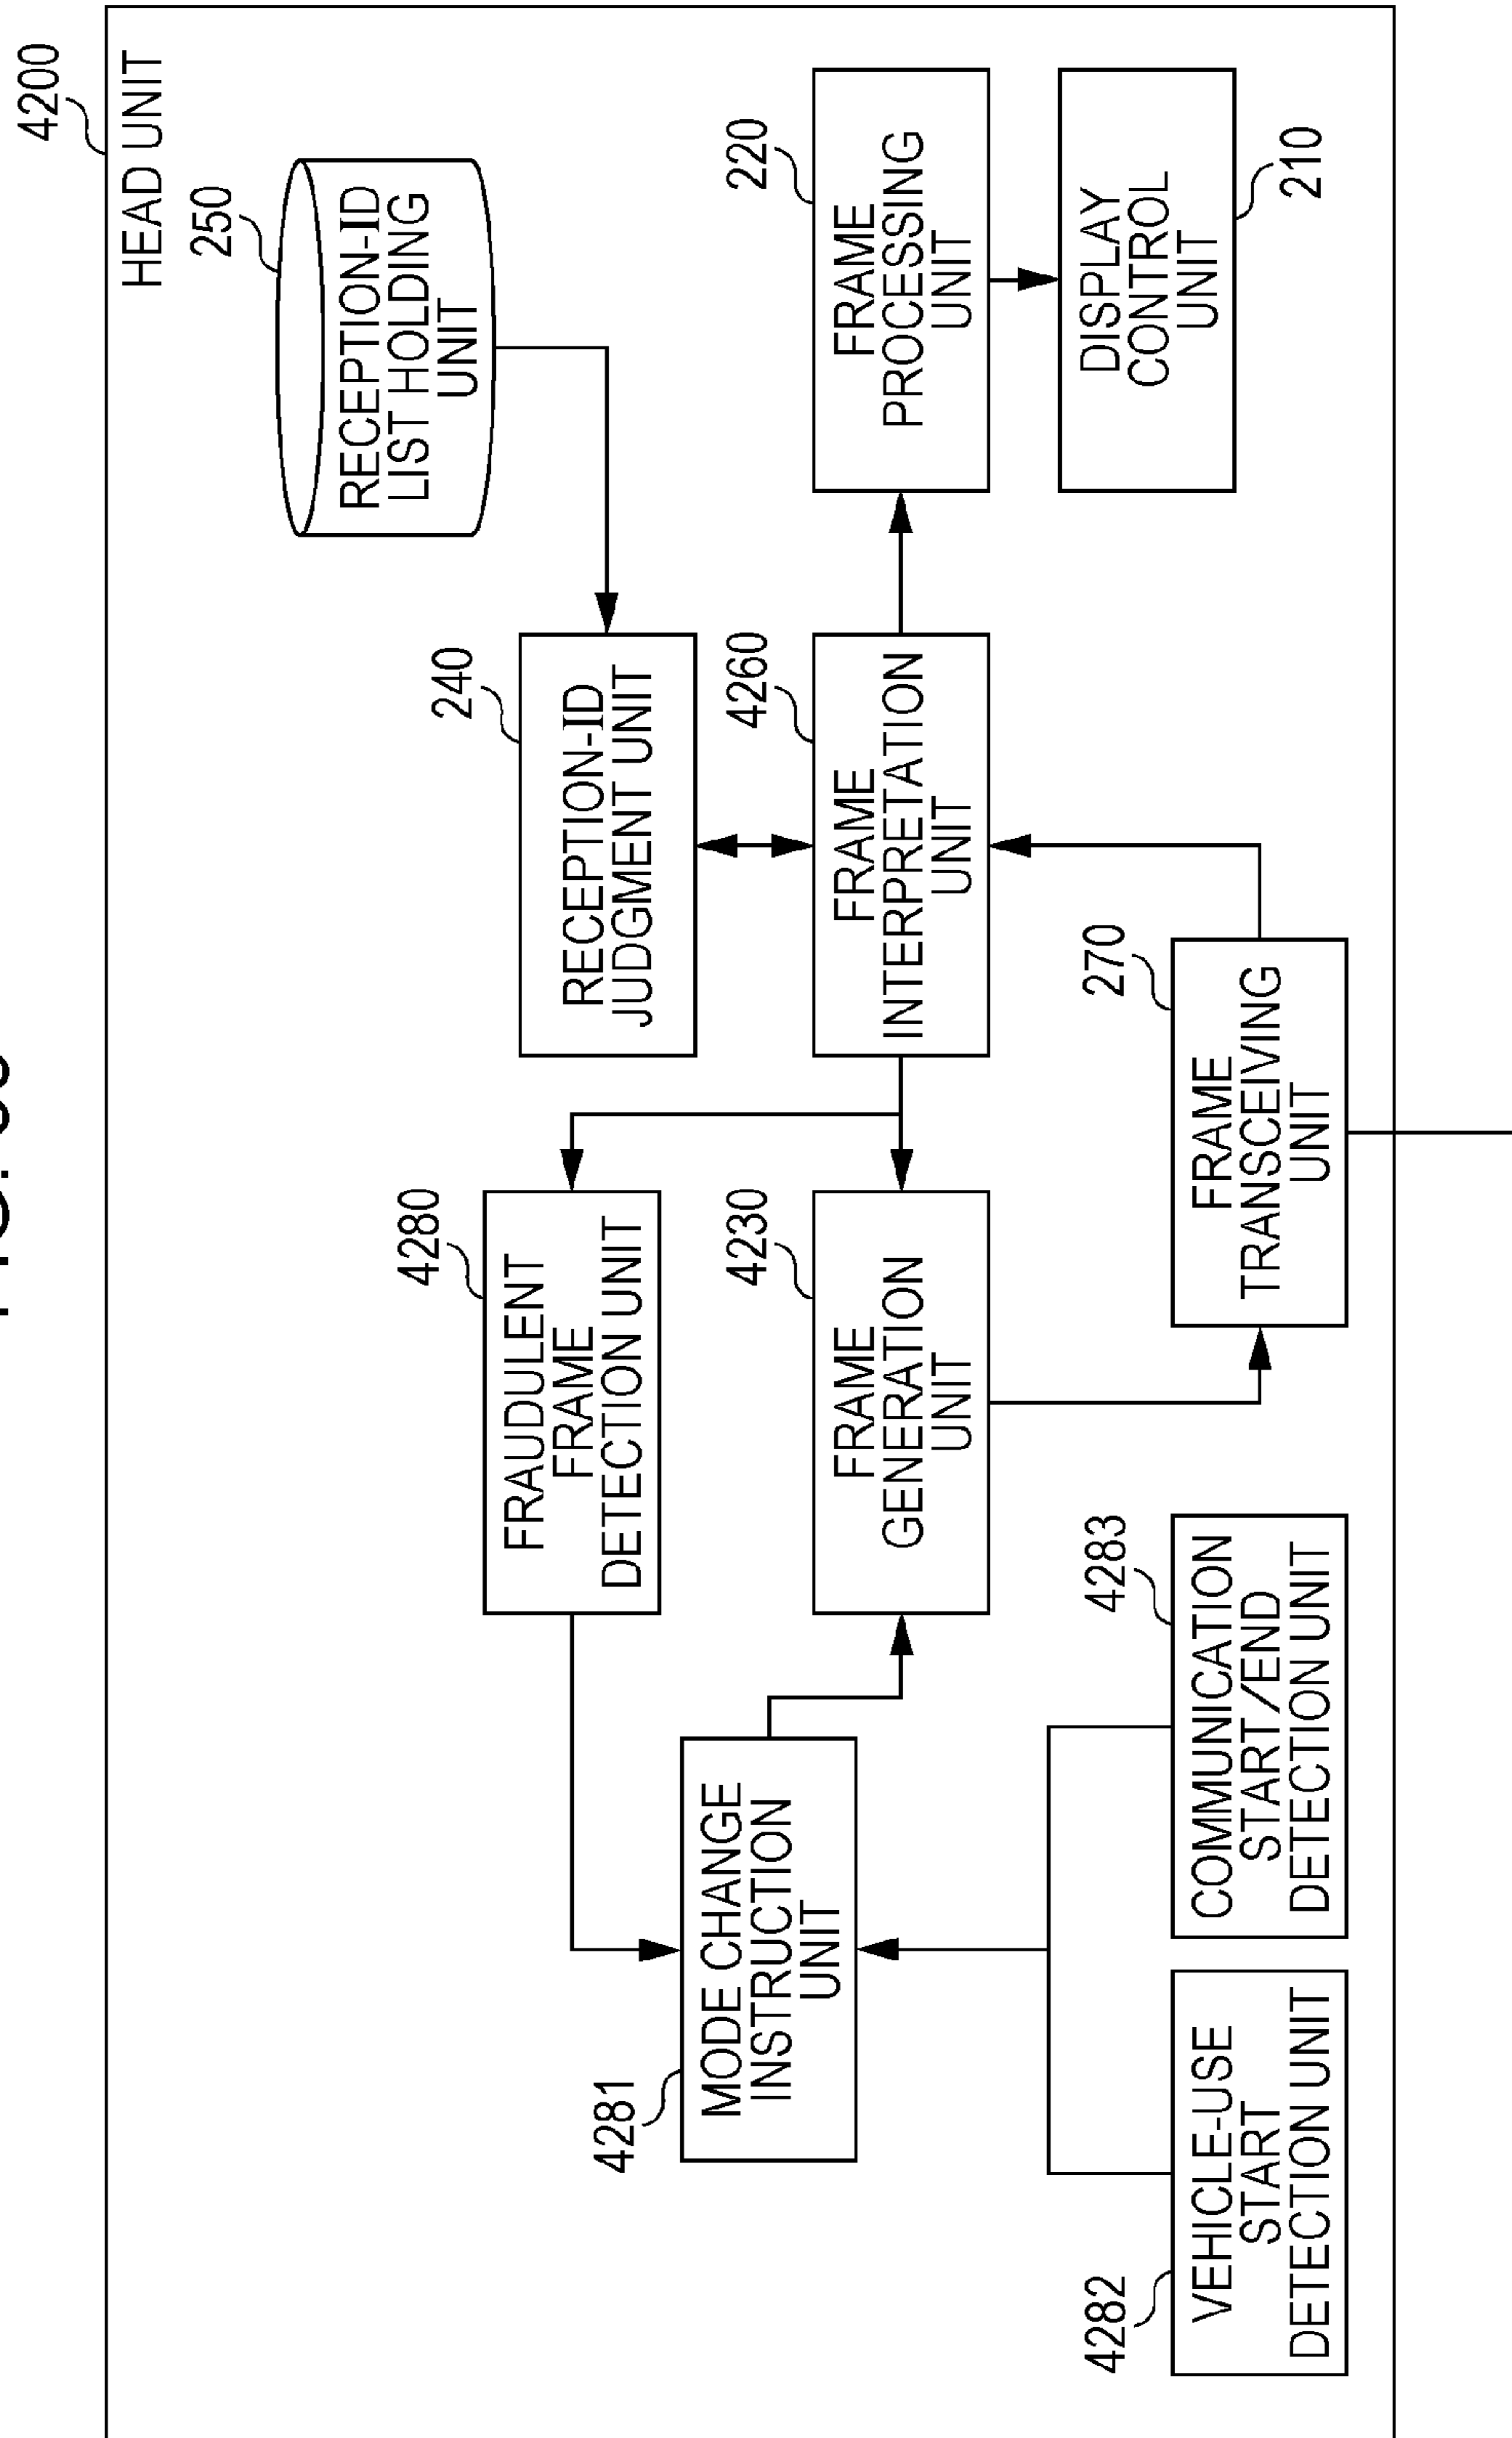 4200
HEAD UNIT
250
RECEPTION-ID
LIST HOLDING
UNIT
240
RECEPTION-ID
JUDGMENT UNIT
4280
FRAUDULENT
FRAME
DETECTION UNIT
4281
MODE CHANGE
INSTRUCTION
UNIT
4230
FRAME
GENERATION
UNIT
4260
FRAME
INTERPRETATION
UNIT
220
FRAME
PROCESSING
UNIT
210
DISPLAY
CONTROL
UNIT
4282
VEHICLE-USE
START
DETECTION UNIT
4283
COMMUNICATION
START/END
DETECTION UNIT
270
FRAME
TRANSCEIVING
UNIT